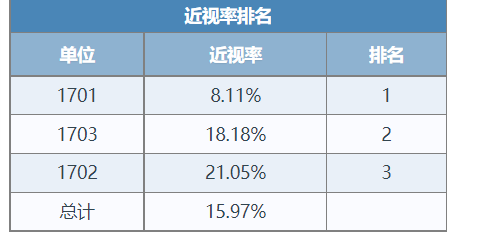 近视率排名
单位 近视率 排名
1701 8.11% 1
1703 18.18% 2
1702 21.05% 3
总计 15.97%